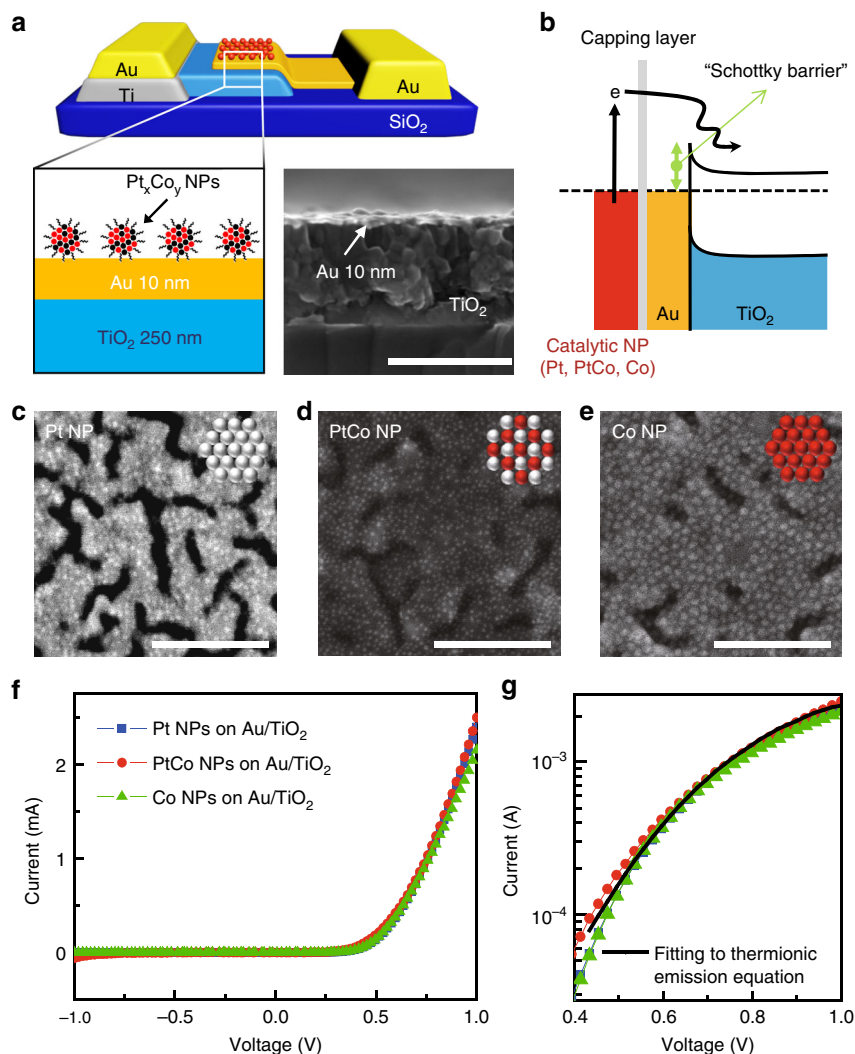 a
Au
Ti
Au
SiO₂
PtₓCoᵧ NPs
Au 10 nm
TiO₂ 250 nm
Au 10 nm
TiO₂
b
Capping layer
"Schottky barrier"
e
Au
TiO₂
Catalytic NP
(Pt, PtCo, Co)
c
Pt NP
d
PtCo NP
e
Co NP
f
Pt NPs on Au/TiO₂
PtCo NPs on Au/TiO₂
Co NPs on Au/TiO₂
Current (mA)
2
1
0
−1.0
−0.5
0.0
0.5
1.0
Voltage (V)
g
Current (A)
10⁻³
10⁻⁴
Fitting to thermionic
emission equation
0.4
0.6
0.8
1.0
Voltage (V)